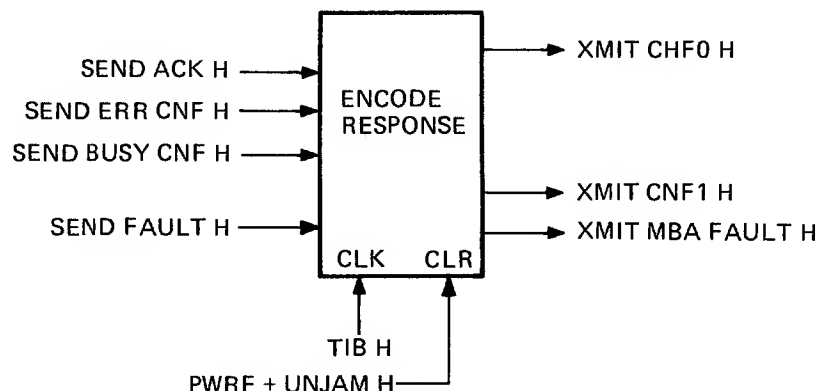 XMIT CHF0 H
SEND ACK H
ENCODE
RESPONSE
SEND ERR CNF H
SEND BUSY CNF H
XMIT CNF1 H
SEND FAULT H
XMIT MBA FAULT H
CLK CLR
TIB H
PWRF + UNJAM H